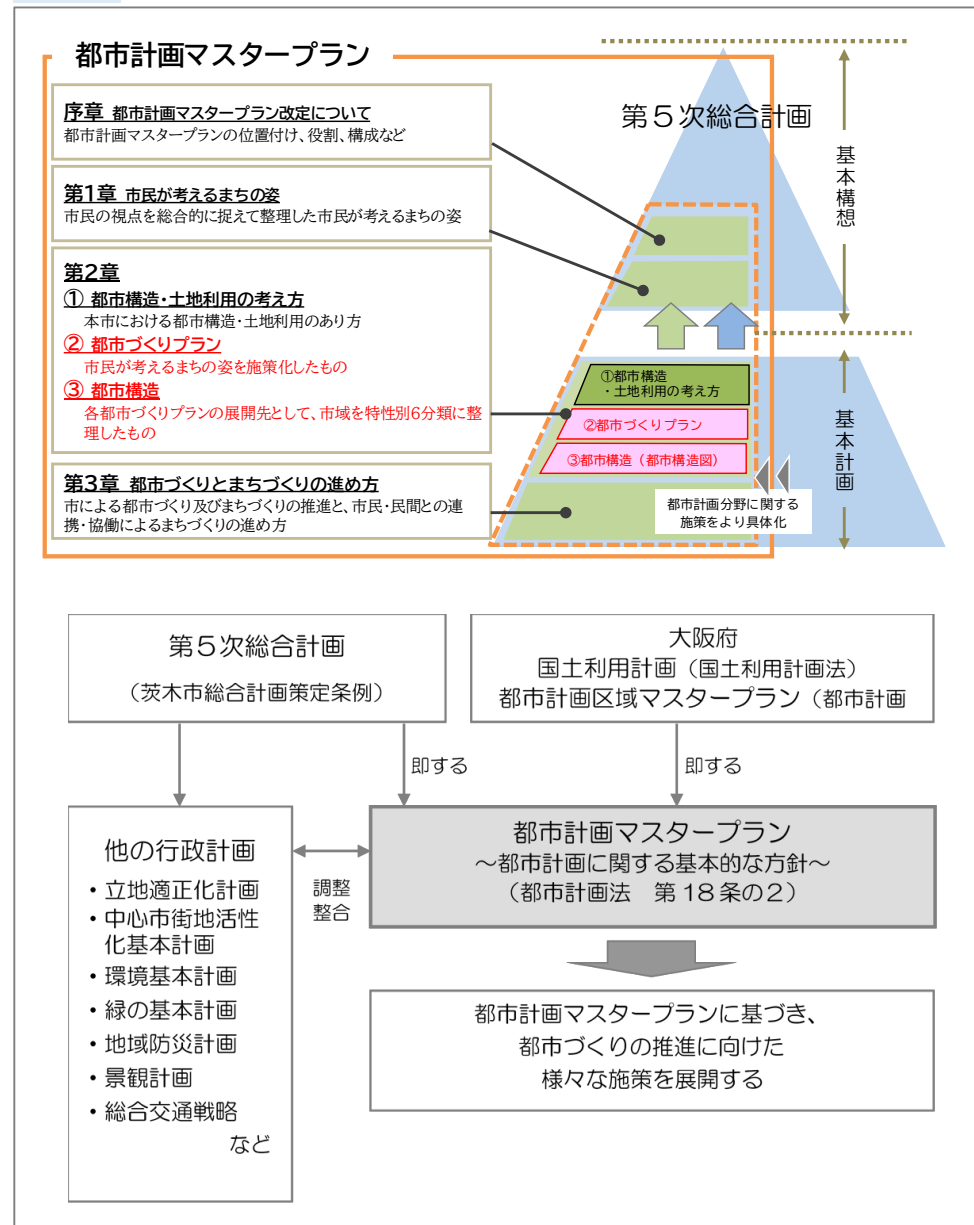 都市計画マスタープラン
序章 都市計画マスタープラン改定について
都市計画マスタープランの位置付け、役割、構成など
第1章 市民が考えるまちの姿
市民の視点を総合的に捉えて整理した市民が考えるまちの姿
第2章
① 都市構造・土地利用の考え方
本市における都市構造・土地利用のあり方
② 都市づくりプラン
市民が考えるまちの姿を施策化したもの
③ 都市構造
各都市づくりプランの展開先として、市域を特性別6分類に整
理したもの
第3章 都市づくりとまちづくりの進め方
市による都市づくり及びまちづくりの推進と、市民・民間との連
携・協働によるまちづくりの進め方
第5次総合計画
基本構想
①都市構造
・土地利用の考え方
②都市づくりプラン
③都市構造（都市構造図）
基本計画
都市計画分野に関する
施策をより具体化
第5次総合計画
（茨木市総合計画策定条例）
大阪府
国土利用計画（国土利用計画法）
都市計画区域マスタープラン（都市計画
即する
即する
他の行政計画
・立地適正化計画
・中心市街地活性
化基本計画
・環境基本計画
・緑の基本計画
・地域防災計画
・景観計画
・総合交通戦略
など
調整
整合
都市計画マスタープラン
～都市計画に関する基本的な方針～
（都市計画法　第18条の2）
都市計画マスタープランに基づき、
都市づくりの推進に向けた
様々な施策を展開する